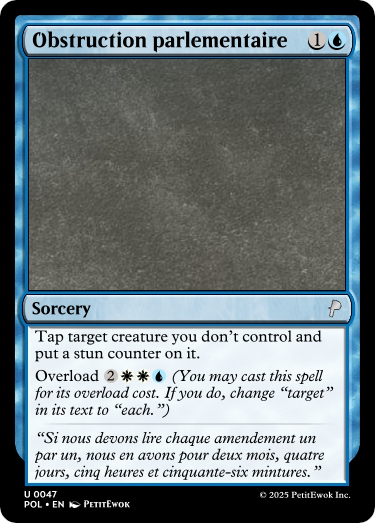 Obstruction parlementaire 1
Sorcery
Tap target creature you don't control and
put a stun counter on it.
Overload 2 (You may cast this spell
for its overload cost. If you do, change "target"
in its text to "each.")
"Si nous devons lire chaque amendement un
par un, nous en avons pour deux mois, quatre
jours, cinq heures et cinquante-six mintures."
U 0047
POL • EN PETITEWOK
© 2025 PetitEwok Inc.